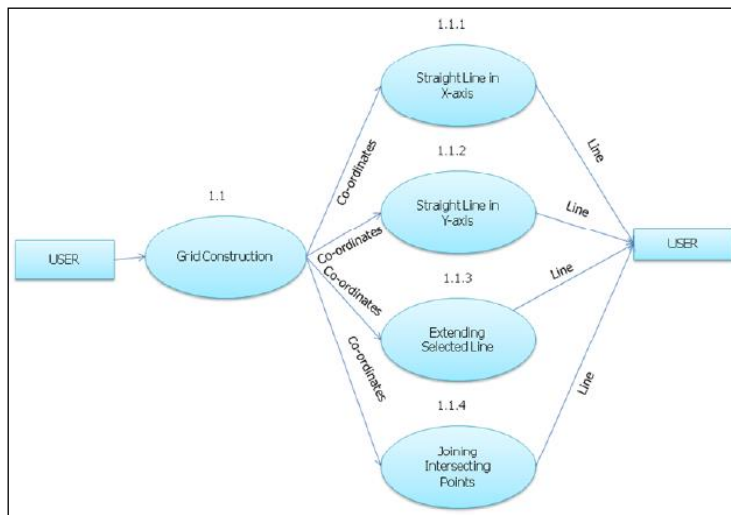 1.1.1
Straight Line in
X-axis
Co-ordinates
Line
1.1.2
Straight Line in
Y-axis
Co-ordinates
Line
1.1
USER
Grid Construction
USER
Co-ordinates
1.1.3
Line
Extending
Selected Line
Co-ordinates
Line
1.1.4
Joining
Intersecting
Points